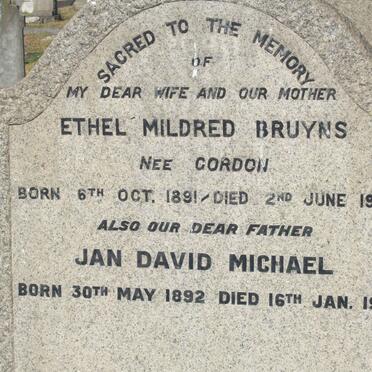 SACRED TO THE MEMORY
OF
MY DEAR WIFE AND OUR MOTHER
ETHEL MILDRED BRUYNS
NEE GORDON
BORN 6TH OCT. 1891/DIED 2ND JUNE 19
ALSO OUR DEAR FATHER
JAN DAVID MICHAEL
BORN 30TH MAY 1892 DIED 16TH JAN. 19